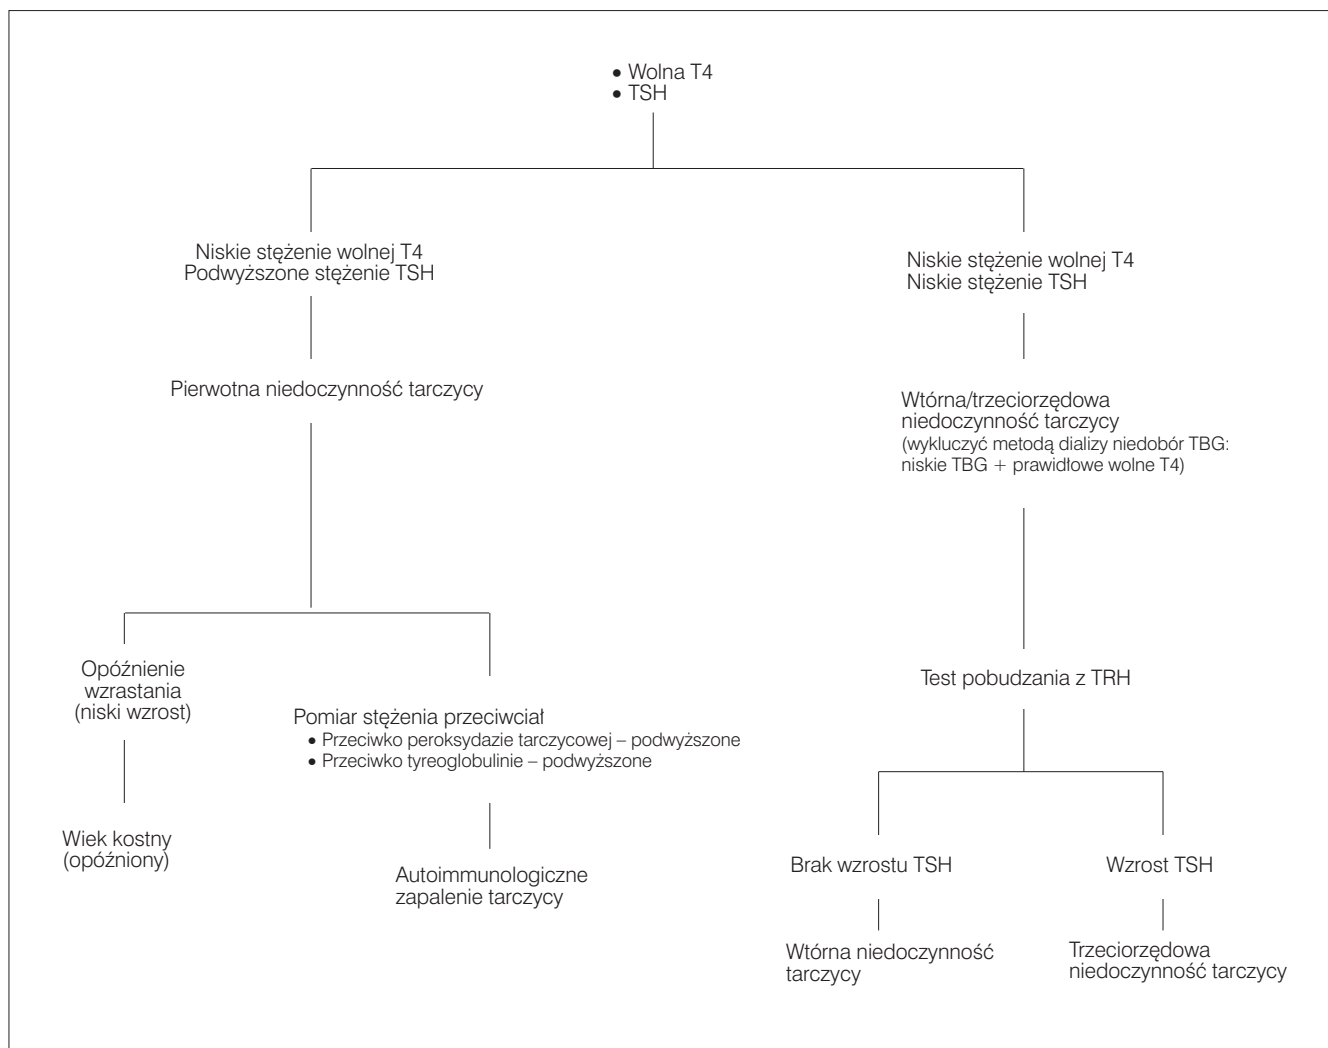 • Wolna T4
• TSH
Niskie stężenie wolnej T4
Podwyższone stężenie TSH
Pierwotna niedoczynność tarczycy
Opóźnienie
wzrastania
(niski wzrost)
Wiek kostny
(opóźniony)
Pomiar stężenia przeciwciał
• Przeciwko peroksydazie tarczycowej – podwyższone
• Przeciwko tyreoglobulinie – podwyższone
Autoimmunologiczne
zapalenie tarczycy
Niskie stężenie wolnej T4
Niskie stężenie TSH
Wtórna/trzeciorzędowa
niedoczynność tarczycy
(wykluczyć metodą dializy niedobór TBG:
niskie TBG + prawidłowe wolne T4)
Test pobudzania z TRH
Brak wzrostu TSH
Wtórna niedoczynność
tarczycy
Wzrost TSH
Trzeciorzędowa
niedoczynność tarczycy